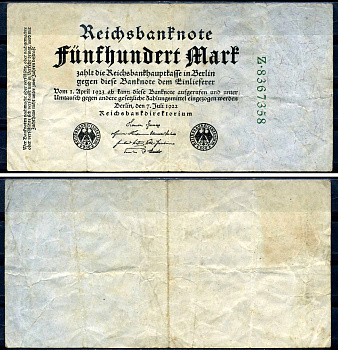 Reichsbanknote
Fünfhundert Mark
zahlt die Reichsbankhauptkasse in Berlin
gegen diese Banknote dem Einlieferer
Vom 1. April 1923 ab kann diese Banknote aufgerufen und unter
Umtausch gegen andere gesetzliche Zahlungsmittel eingezogen werden
Berlin, den 7. Juli 1922
Reichsbankdirektorium
Z·8367358